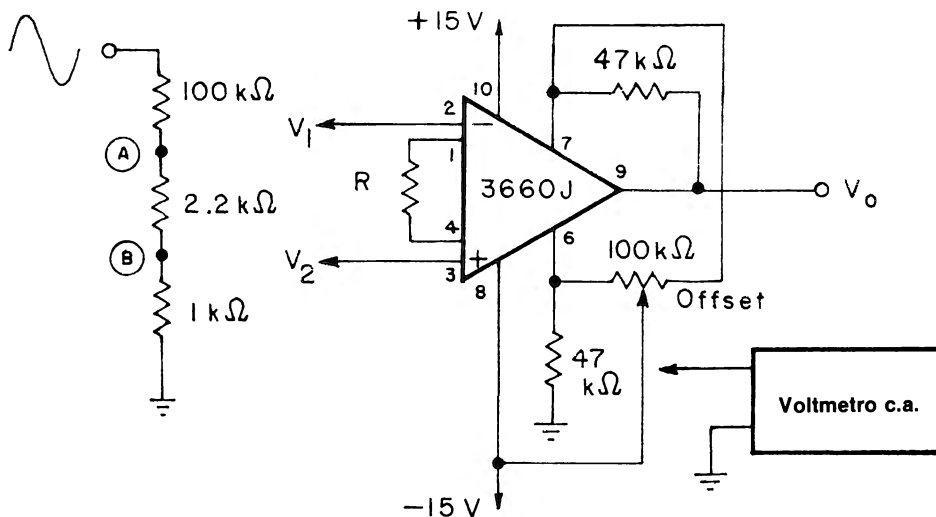 +15 V
47 kΩ
100 kΩ
10
2
−
7
V₁
A
1
9
R
3660J
V₀
2.2 kΩ
4
6
B
+
100 kΩ
V₂
3
8
Offset
1 kΩ
47
kΩ
Voltmetro c.a.
−15 V